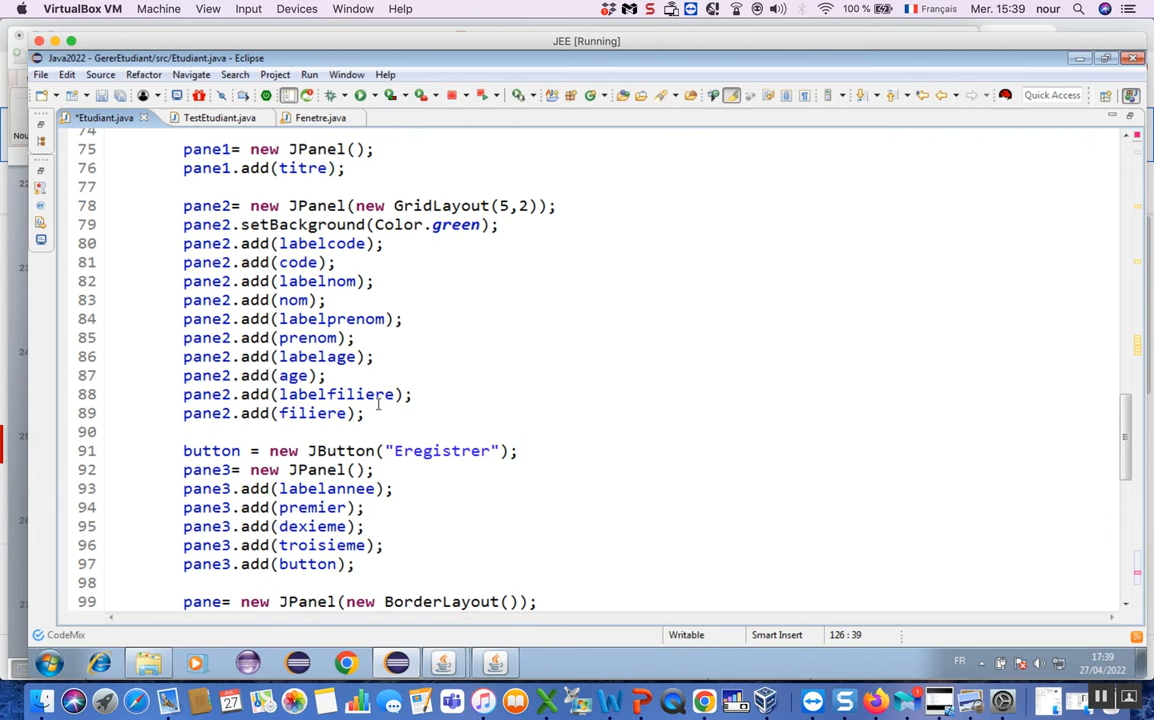 VirtualBox VM Machine View Input Devices Window Help 100 % Français Mer. 15:39 nour
JEE [Running]
Java2022 - GererEtudiant/src/Etudiant.java - Eclipse
File Edit Source Refactor Navigate Search Project Run Window Help
Quick Access
*Etudiant.java TestEtudiant.java Fenetre.java
74
75 pane1= new JPanel();
76 pane1.add(titre);
77
78 pane2= new JPanel(new GridLayout(5,2));
79 pane2.setBackground(Color.green);
80 pane2.add(labelcode);
81 pane2.add(code);
82 pane2.add(labelnom);
83 pane2.add(nom);
84 pane2.add(labelprenom);
85 pane2.add(prenom);
86 pane2.add(labelage);
87 pane2.add(age);
88 pane2.add(labelfiliere);
89 pane2.add(filiere);
90
91 button = new JButton("Eregistrer");
92 pane3= new JPanel();
93 pane3.add(labelannee);
94 pane3.add(premier);
95 pane3.add(dexieme);
96 pane3.add(troisieme);
97 pane3.add(button);
98
99 pane= new JPanel(new BorderLayout());
CodeMix Writable Smart Insert 126 : 39
FR 17:39
27/04/2022